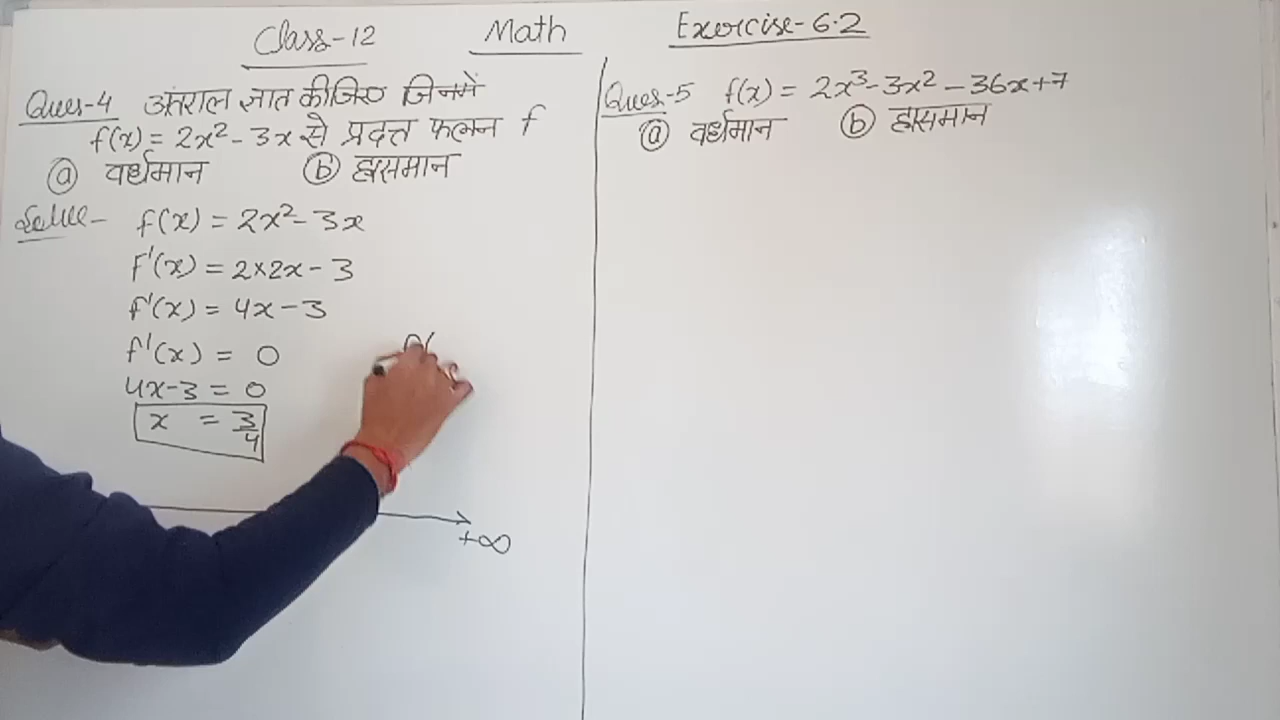 Class-12 Math Exercise-6.2
Ques-4 अंतराल ज्ञात कीजिए जिनमें
f(x) = 2x² - 3x से प्रदत्त फलन f
ⓐ वर्धमान ⓑ ह्रासमान
f(x) = 2x² - 3x
f'(x) = 2×2x - 3
f'(x) = 4x - 3
f'(x) = 0
4x-3 = 0
x = 3/4
+∞
Ques-5 f(x) = 2x³ - 3x² - 36x + 7
ⓐ वर्धमान ⓑ ह्रासमान